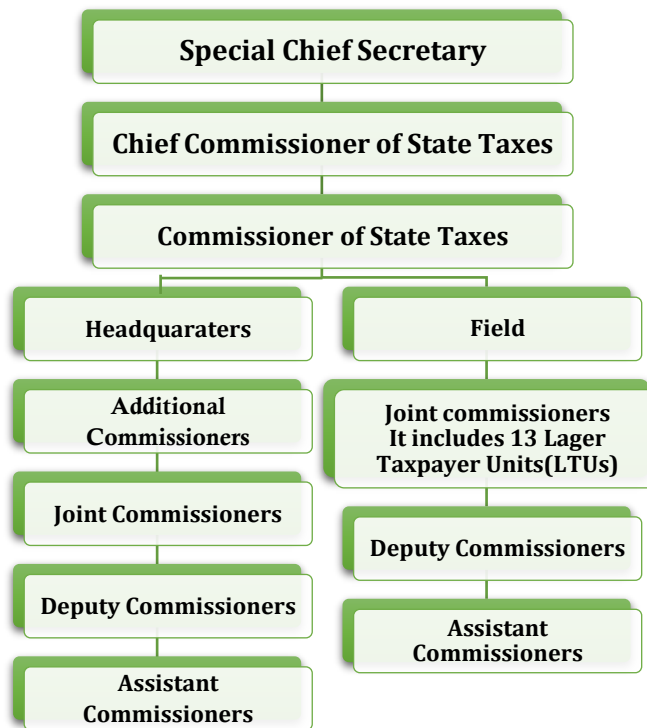 Special Chief Secretary
Chief Commissioner of State Taxes
Commissioner of State Taxes
Headquaraters
Additional
Commissioners
Joint Commissioners
Deputy Commissioners
Assistant
Commissioners
Field
Joint commissioners
It includes 13 Lager
Taxpayer Units(LTUs)
Deputy Commissioners
Assistant
Commissioners